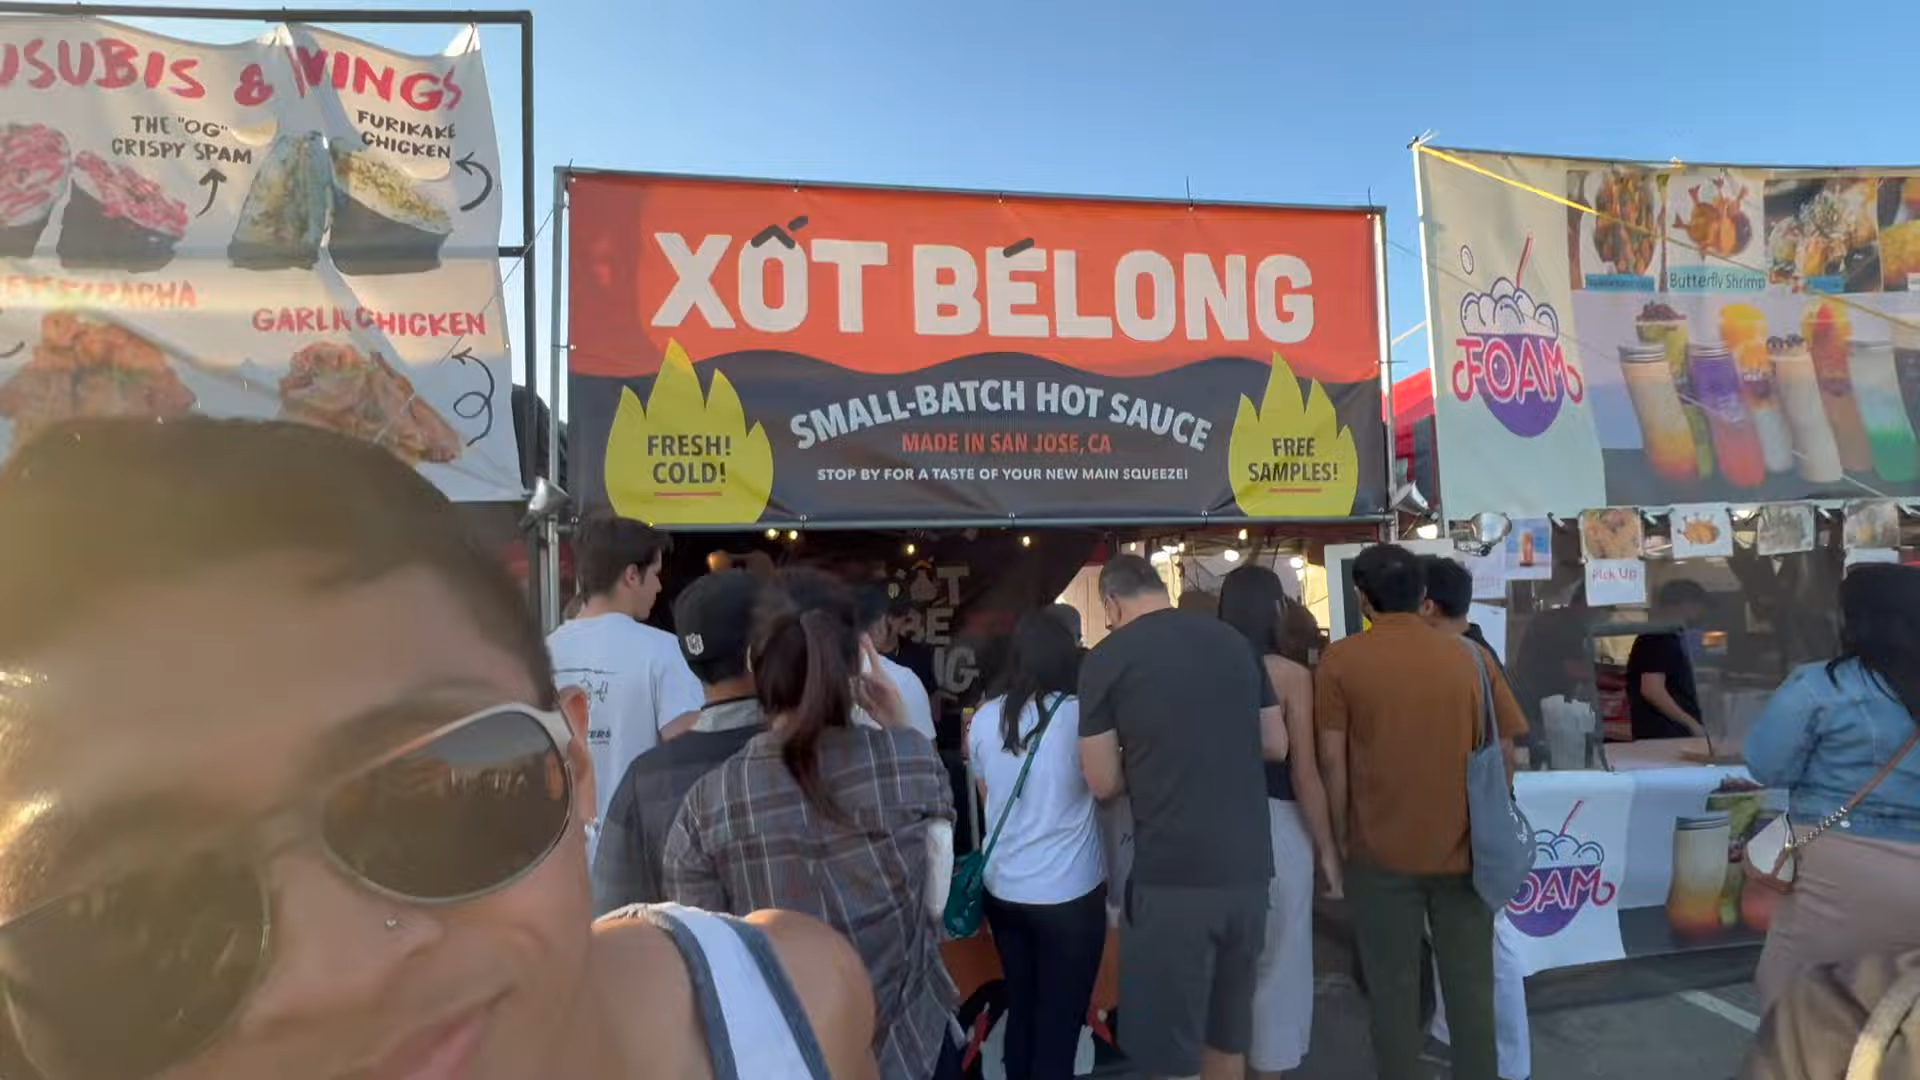 USUBIS & WINGS
THE "OG"
CRISPY SPAM
FURIKAKE
CHICKEN
GARLIC CHICKEN
XỐT BÉLONG
SMALL-BATCH HOT SAUCE
MADE IN SAN JOSE, CA
STOP BY FOR A TASTE OF YOUR NEW MAIN SQUEEZE!
FRESH!
COLD!
FREE
SAMPLES!
FOAM
Butterfly Shrimp
Pick Up
OAM